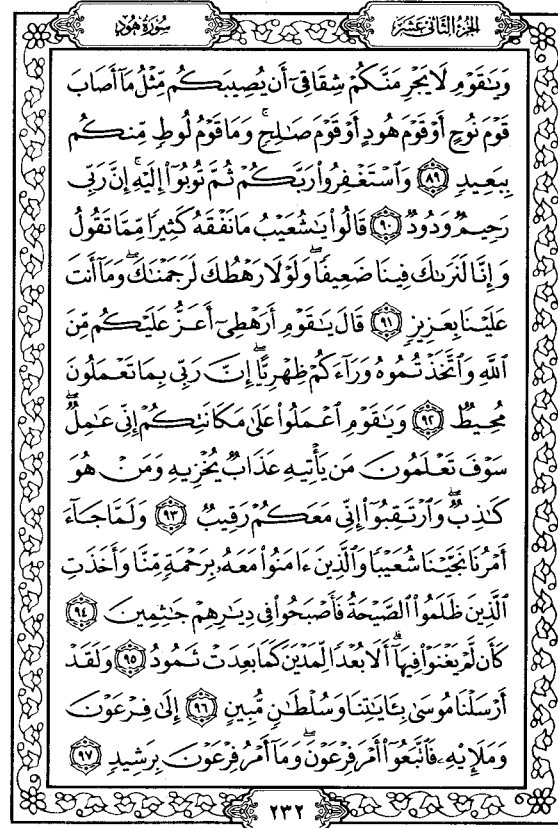 الجزء الثاني عشر
سورة هود
وَيَـٰقَوْمِ لَا يَجْرِمَنَّكُمْ شِقَاقِىٓ أَن يُصِيبَكُم مِّثْلُ مَآ أَصَابَ
قَوْمَ نُوحٍ أَوْ قَوْمَ هُودٍ أَوْ قَوْمَ صَـٰلِحٍ ۚ وَمَا قَوْمُ لُوطٍ مِّنكُم
بِبَعِيدٍ ٨٩ وَٱسْتَغْفِرُوا۟ رَبَّكُمْ ثُمَّ تُوبُوٓا۟ إِلَيْهِ ۚ إِنَّ رَبِّى
رَحِيمٌ وَدُودٌ ٩٠ قَالُوا۟ يَـٰشُعَيْبُ مَا نَفْقَهُ كَثِيرًا مِّمَّا تَقُولُ
وَإِنَّا لَنَرَىٰكَ فِينَا ضَعِيفًا ۖ وَلَوْلَا رَهْطُكَ لَرَجَمْنَـٰكَ ۖ وَمَآ أَنتَ
عَلَيْنَا بِعَزِيزٍ ٩١ قَالَ يَـٰقَوْمِ أَرَهْطِىٓ أَعَزُّ عَلَيْكُم مِّنَ
ٱللَّهِ وَٱتَّخَذْتُمُوهُ وَرَآءَكُمْ ظِهْرِيًّا ۖ إِنَّ رَبِّى بِمَا تَعْمَلُونَ
مُحِيطٌ ٩٢ وَيَـٰقَوْمِ ٱعْمَلُوا۟ عَلَىٰ مَكَانَتِكُمْ إِنِّى عَـٰمِلٌ ۖ
سَوْفَ تَعْلَمُونَ مَن يَأْتِيهِ عَذَابٌ يُخْزِيهِ وَمَنْ هُوَ
كَـٰذِبٌ ۖ وَٱرْتَقِبُوٓا۟ إِنِّى مَعَكُمْ رَقِيبٌ ٩٣ وَلَمَّا جَآءَ
أَمْرُنَا نَجَّيْنَا شُعَيْبًا وَٱلَّذِينَ ءَامَنُوا۟ مَعَهُۥ بِرَحْمَةٍ مِّنَّا وَأَخَذَتِ
ٱلَّذِينَ ظَلَمُوا۟ ٱلصَّيْحَةُ فَأَصْبَحُوا۟ فِى دِيَـٰرِهِمْ جَـٰثِمِينَ ٩٤
كَأَن لَّمْ يَغْنَوْا۟ فِيهَآ ۗ أَلَا بُعْدًا لِّمَدْيَنَ كَمَا بَعِدَتْ ثَمُودُ ٩٥ وَلَقَدْ
أَرْسَلْنَا مُوسَىٰ بِـَٔايَـٰتِنَا وَسُلْطَـٰنٍ مُّبِينٍ ٩٦ إِلَىٰ فِرْعَوْنَ
وَمَلَإِي۟هِۦ فَٱتَّبَعُوٓا۟ أَمْرَ فِرْعَوْنَ ۖ وَمَآ أَمْرُ فِرْعَوْنَ بِرَشِيدٍ ٩٧
٢٣٢